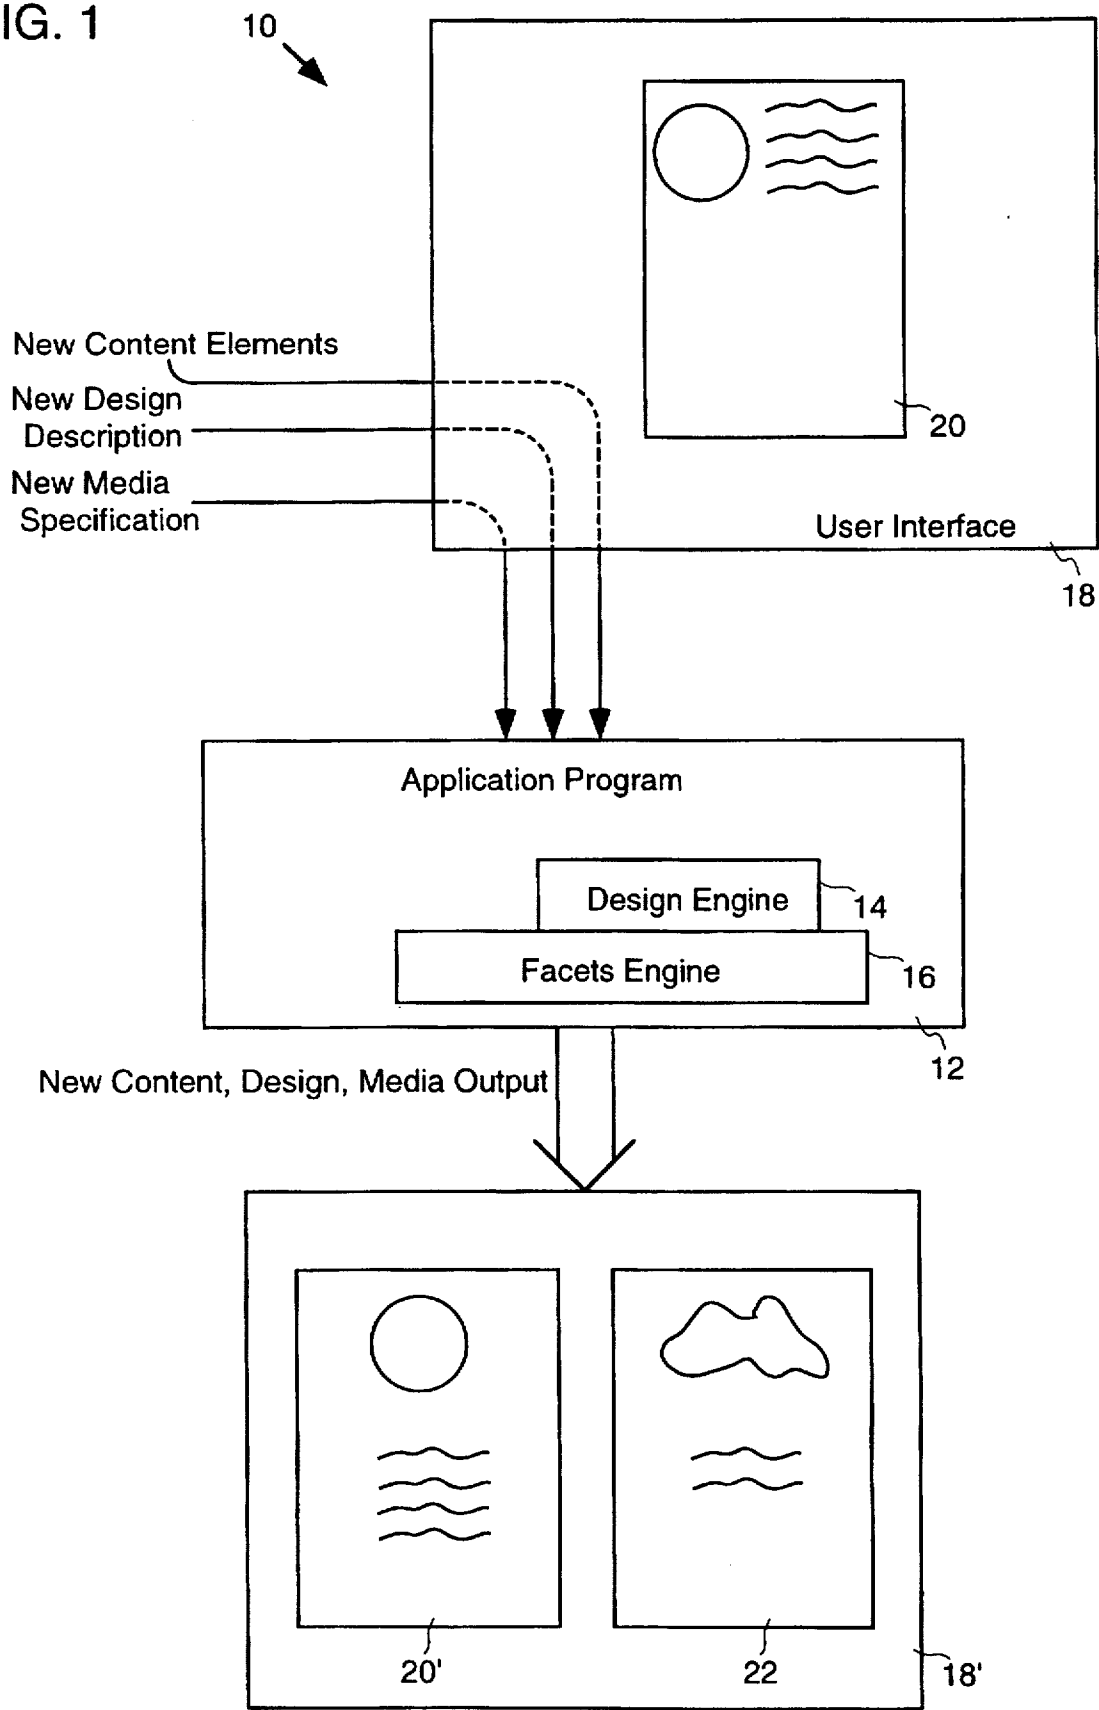 IG. 1
10
New Content Elements
New Design
Description
20
New Media
Specification
User Interface
18
Application Program
Design Engine
14
Facets Engine
16
12
New Content, Design, Media Output
20'
22
18'